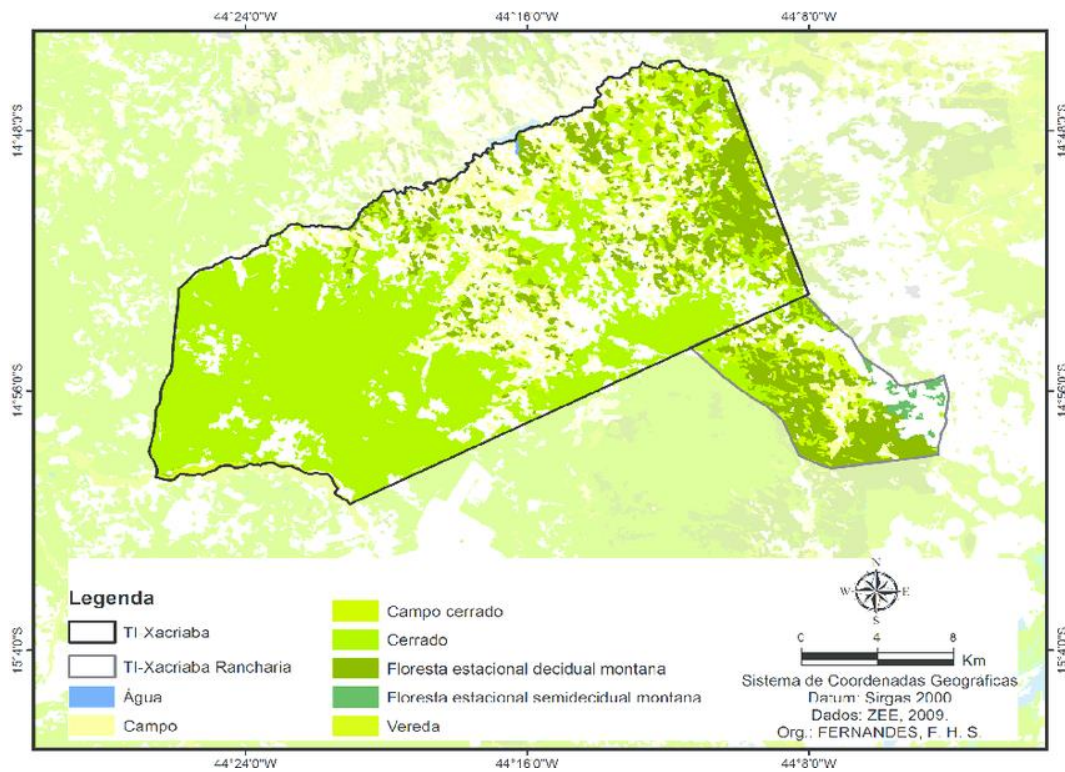 44°24'0"W 44°16'0"W 44°8'0"W
14°48'0"S 14°48'0"S
14°56'0"S 14°56'0"S
15°4'0"S 15°4'0"S
Legenda
TI-Xacriaba
TI-Xacriaba Rancharia
Água
Campo
Campo cerrado
Cerrado
Floresta estacional decidual montana
Floresta estacional semidecidual montana
Vereda
N
W E
S
0 4 8
Km
Sistema de Coordenadas Geográficas
Datum: Sirgas 2000
Dados: ZEE, 2009.
Org.: FERNANDES, F. H. S.
44°24'0"W 44°16'0"W 44°8'0"W